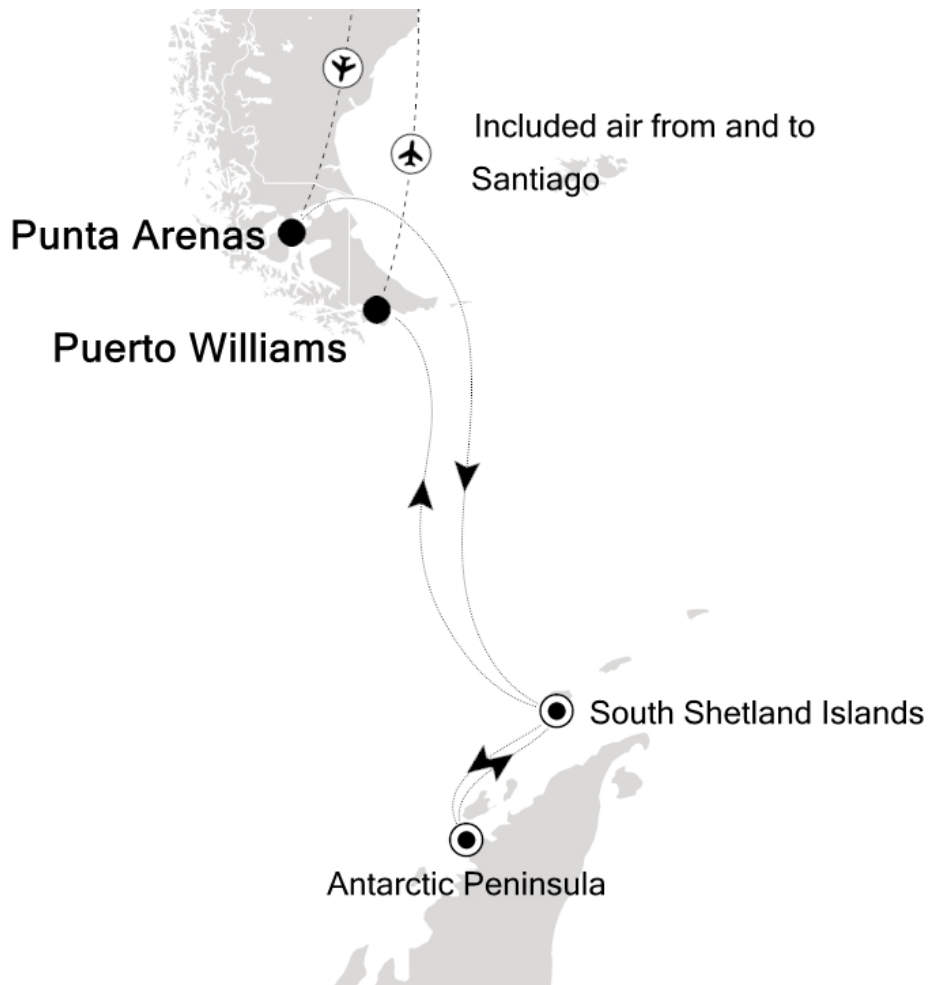 Included air from and to
Santiago
Punta Arenas
Puerto Williams
South Shetland Islands
Antarctic Peninsula